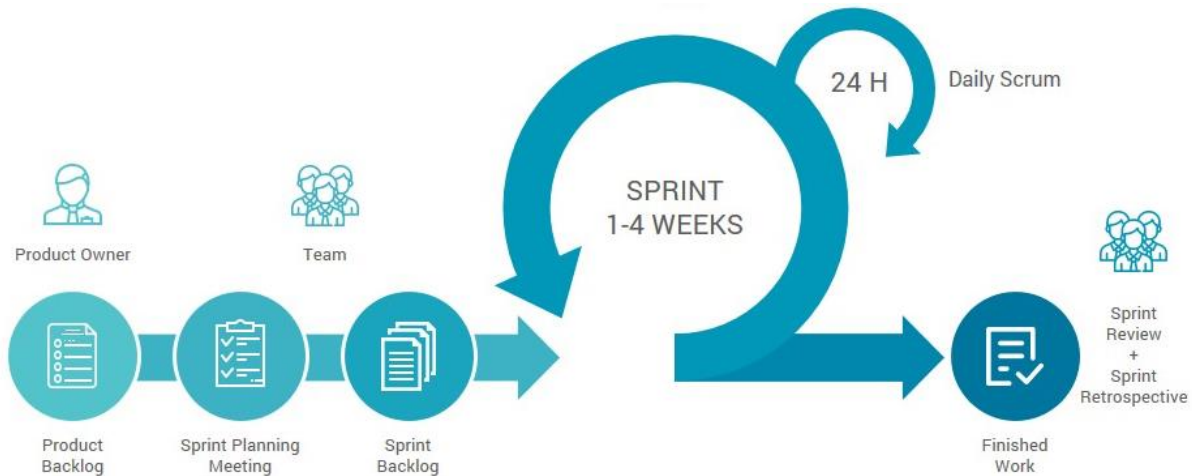 24 H
Daily Scrum
SPRINT
1-4 WEEKS
Product Owner
Team
Sprint
Review
+
Sprint
Retrospective
Product
Backlog
Sprint Planning
Meeting
Sprint
Backlog
Finished
Work